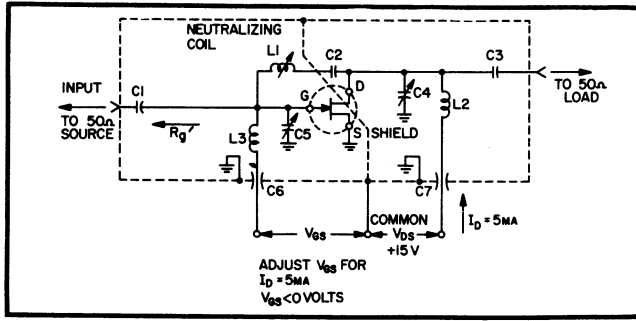 NEUTRALIZING
COIL
L1
C2
C3
INPUT
C1
TO 50Ω
SOURCE
Rg'
L3
G
D
S
SHIELD
C5
C4
L2
TO 50Ω
LOAD
C6
C7
COMMON
VGS
VDS
+15V
ID = 5MA
ADJUST VGS FOR
ID = 5MA
VGS<0 VOLTS